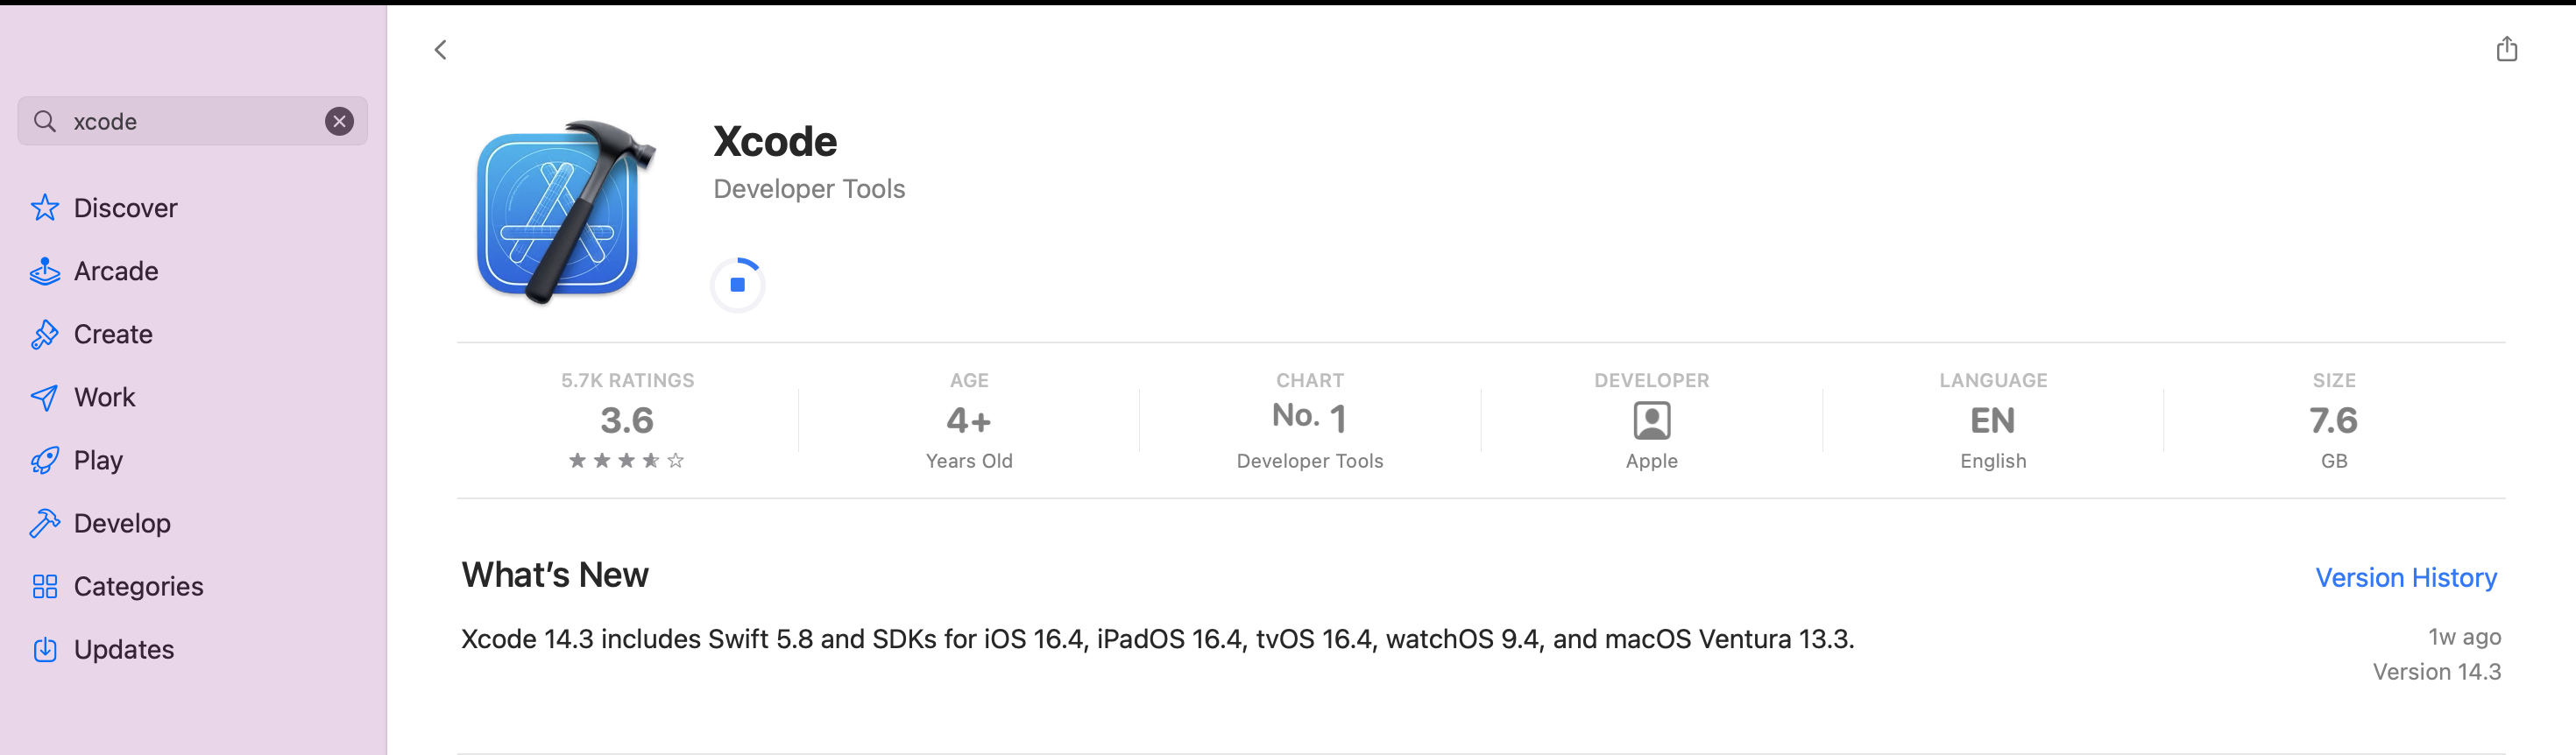 xcode
Discover
Arcade
Create
Work
Play
Develop
Categories
Updates
Xcode
Developer Tools
5.7K RATINGS
3.6
AGE
4+
Years Old
CHART
No. 1
Developer Tools
DEVELOPER
Apple
LANGUAGE
EN
English
SIZE
7.6
GB
What’s New
Version History
Xcode 14.3 includes Swift 5.8 and SDKs for iOS 16.4, iPadOS 16.4, tvOS 16.4, watchOS 9.4, and macOS Ventura 13.3.
1w ago
Version 14.3